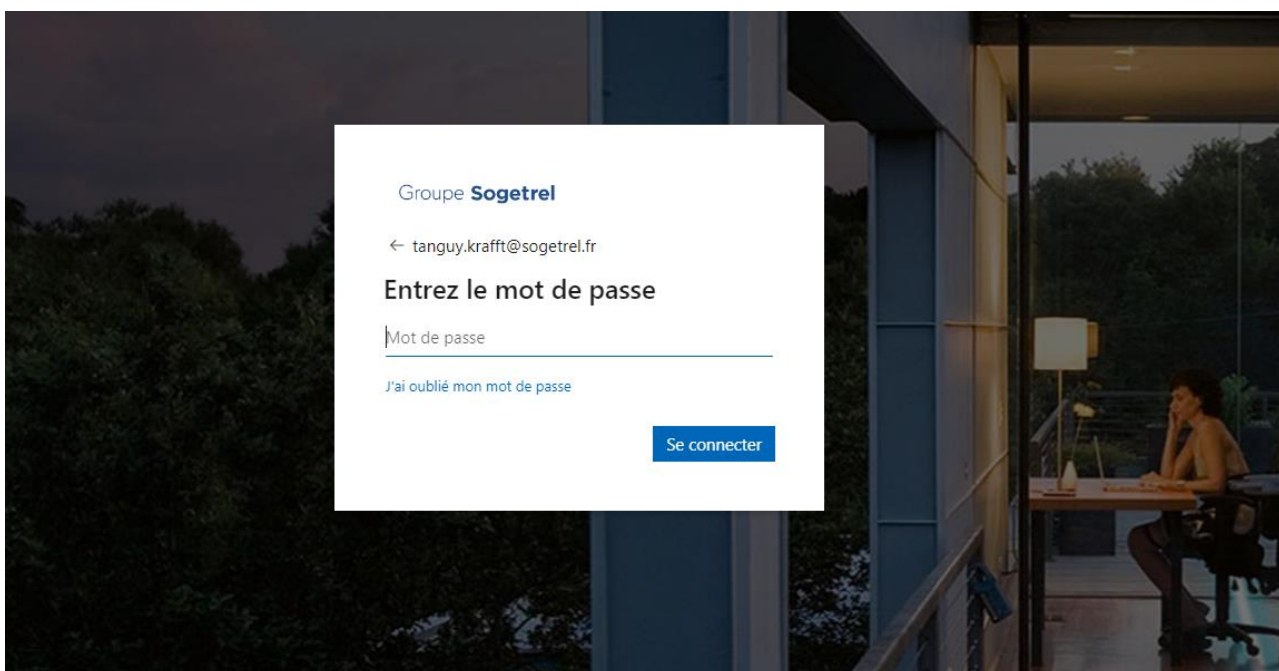 Groupe Sogetrel
← tanguy.krafft@sogetrel.fr
Entrez le mot de passe
Mot de passe
J'ai oublié mon mot de passe
Se connecter